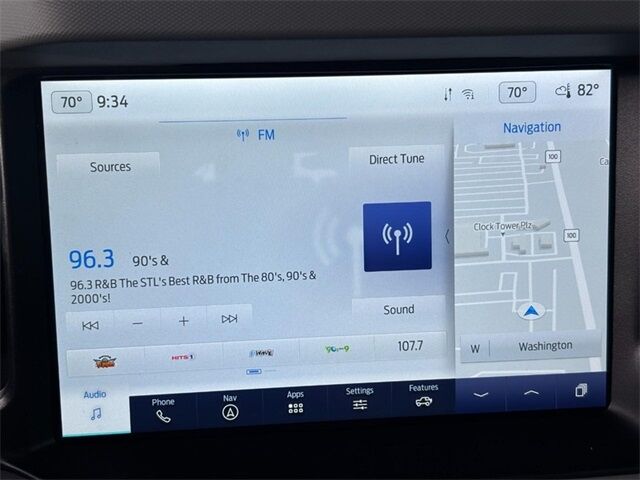 70° 9:34 70° 82°
FM
Navigation
Sources
Direct Tune
100
Ca
Clock Tower Plz
100
96.3 90's &
96.3 R&B The STL's Best R&B from The 80's, 90's &
2000's!
Sound
W Washington
HITS1
107.7
Audio
Phone
Nav
Apps
Settings
Features